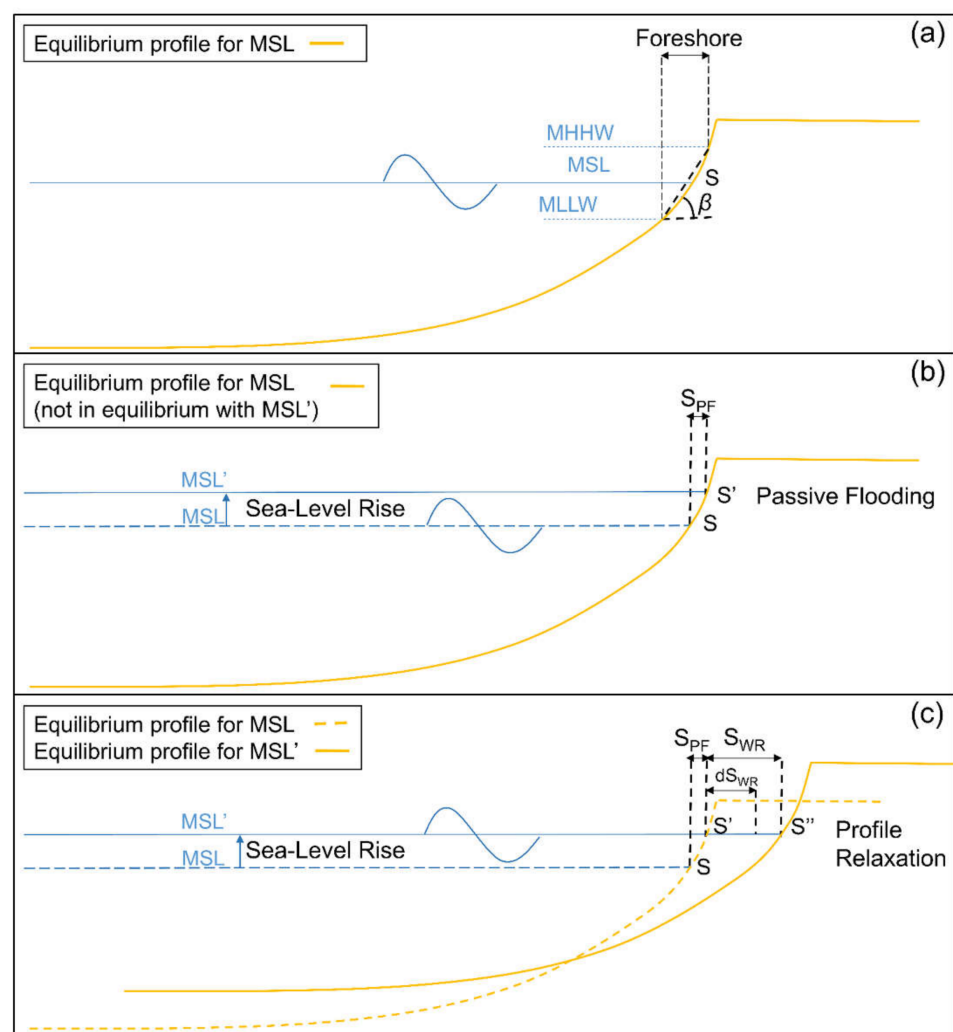 (a)
Equilibrium profile for MSL
Foreshore
MHHW
MSL
S
MLLW
β
(b)
Equilibrium profile for MSL
(not in equilibrium with MSL’)
S_PF
MSL’
S’
Passive Flooding
Sea-Level Rise
MSL
S
(c)
Equilibrium profile for MSL
Equilibrium profile for MSL’
S_PF
S_WR
dS_WR
MSL’
S’
S”
Profile
Relaxation
Sea-Level Rise
MSL
S